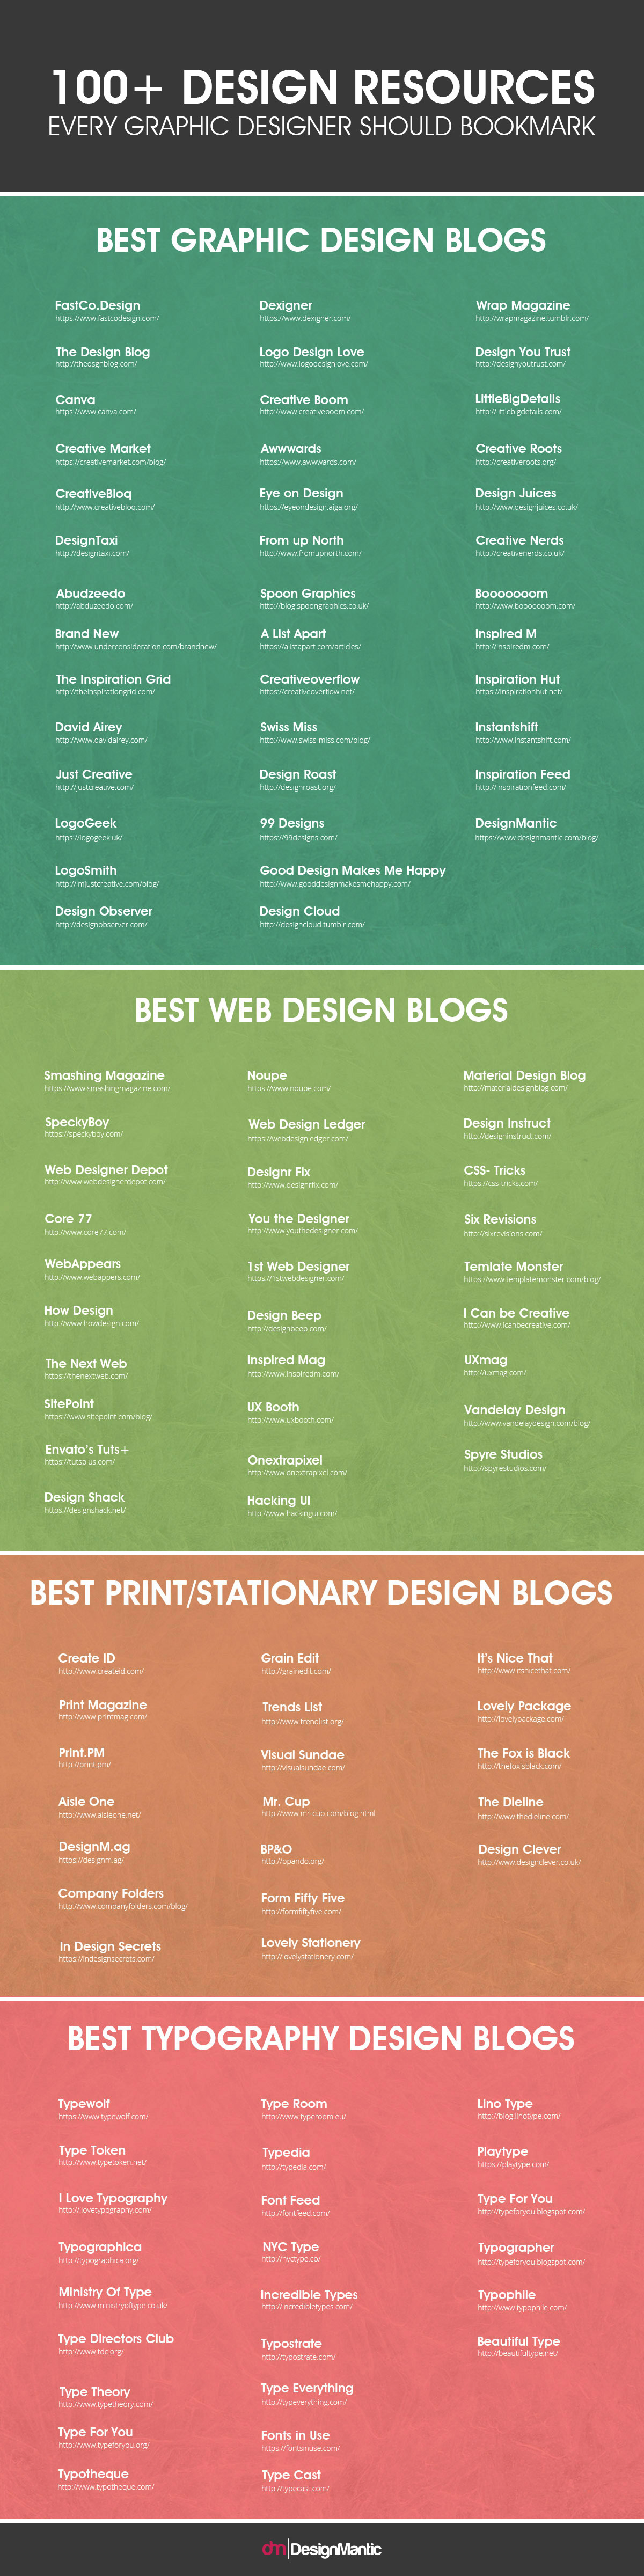 100+ DESIGN RESOURCES
EVERY GRAPHIC DESIGNER SHOULD BOOKMARK
BEST GRAPHIC DESIGN BLOGS
FastCo.Design
https://www.fastcodesign.com/
The Design Blog
http://thedsgnblog.com/
Canva
https://www.canva.com/
Creative Market
https://creativemarket.com/blog/
CreativeBloq
http://www.creativebloq.com/
DesignTaxi
http://designtaxi.com/
Abudzeedo
http://abduzeedo.com/
Brand New
http://www.underconsideration.com/brandnew/
The Inspiration Grid
http://theinspirationgrid.com/
David Airey
http://www.davidairey.com/
Just Creative
http://justcreative.com/
LogoGeek
https://logogeek.uk/
LogoSmith
http://imjustcreative.com/blog/
Design Observer
http://designobserver.com/
Dexigner
https://www.dexigner.com/
Logo Design Love
http://www.logodesignlove.com/
Creative Boom
http://www.creativeboom.com/
Awwwards
https://www.awwwards.com/
Eye on Design
https://eyeondesign.aiga.org/
From up North
http://www.fromupnorth.com/
Spoon Graphics
http://blog.spoongraphics.co.uk/
A List Apart
https://alistapart.com/articles/
Creativeoverflow
https://creativeoverflow.net/
Swiss Miss
http://www.swiss-miss.com/blog/
Design Roast
http://designroast.org/
99 Designs
https://99designs.com/
Good Design Makes Me Happy
http://www.gooddesignmakesmehappy.com/
Design Cloud
http://designcloud.tumblr.com/
Wrap Magazine
http://wrapmagazine.tumblr.com/
Design You Trust
http://designyoutrust.com/
LittleBigDetails
http://littlebigdetails.com/
Creative Roots
http://creativeroots.org/
Design Juices
http://www.designjuices.co.uk/
Creative Nerds
http://creativenerds.co.uk/
Booooooom
http://www.booooooom.com/
Inspired M
http://inspiredm.com/
Inspiration Hut
https://inspirationhut.net/
Instantshift
http://www.instantshift.com/
Inspiration Feed
http://inspirationfeed.com/
DesignMantic
https://www.designmantic.com/blog/
BEST WEB DESIGN BLOGS
Smashing Magazine
https://www.smashingmagazine.com/
SpeckyBoy
https://speckyboy.com/
Web Designer Depot
http://www.webdesignerdepot.com/
Core 77
http://www.core77.com/
WebAppears
http://www.webappers.com/
How Design
http://www.howdesign.com/
The Next Web
https://thenextweb.com/
SitePoint
https://www.sitepoint.com/blog/
Envato's Tuts+
https://tutsplus.com/
Design Shack
https://designshack.net/
Noupe
https://www.noupe.com/
Web Design Ledger
https://webdesignledger.com/
Designr Fix
http://www.designrfix.com/
You the Designer
http://www.youthedesigner.com/
1st Web Designer
https://1stwebdesigner.com/
Design Beep
http://designbeep.com/
Inspired Mag
http://www.inspiredm.com/
UX Booth
http://www.uxbooth.com/
Onextrapixel
http://www.onextrapixel.com/
Hacking UI
http://www.hackingui.com/
Material Design Blog
http://materialdesignblog.com/
Design Instruct
http://designinstruct.com/
CSS- Tricks
https://css-tricks.com/
Six Revisions
http://sixrevisions.com/
Temlate Monster
https://www.templatemonster.com/blog/
I Can be Creative
http://www.icanbecreative.com/
UXmag
http://uxmag.com/
Vandelay Design
http://www.vandelaydesign.com/blog/
Spyre Studios
http://spyrestudios.com/
BEST PRINT/STATIONARY DESIGN BLOGS
Create ID
http://www.createid.com/
Print Magazine
http://www.printmag.com/
Print.PM
http://print.pm/
Aisle One
http://www.aisleone.net/
DesignM.ag
https://designm.ag/
Company Folders
http://www.companyfolders.com/blog/
In Design Secrets
https://indesignsecrets.com/
Grain Edit
http://grainedit.com/
Trends List
http://www.trendlist.org/
Visual Sundae
http://visualsundae.com/
Mr. Cup
http://www.mr-cup.com/blog.html
BP&O
http://bpando.org/
Form Fifty Five
http://formfiftyfive.com/
Lovely Stationery
http://lovelystationery.com/
It's Nice That
http://www.itsnicethat.com/
Lovely Package
http://lovelypackage.com/
The Fox is Black
http://thefoxisblack.com/
The Dieline
http://www.thedieline.com/
Design Clever
http://www.designclever.co.uk/
BEST TYPOGRAPHY DESIGN BLOGS
Typewolf
https://www.typewolf.com/
Type Token
http://www.typetoken.net/
I Love Typography
http://ilovetypography.com/
Typographica
http://typographica.org/
Ministry Of Type
http://www.ministryoftype.co.uk/
Type Directors Club
http://www.tdc.org/
Type Theory
http://www.typetheory.com/
Type For You
http://www.typeforyou.org/
Typotheque
http://www.typotheque.com/
Type Room
http://www.typeroom.eu/
Typedia
http://typedia.com/
Font Feed
http://fontfeed.com/
NYC Type
http://nyctype.co/
Incredible Types
http://incredibletypes.com/
Typostrate
http://typostrate.com/
Type Everything
http://typeverything.com/
Fonts in Use
https://fontsinuse.com/
Type Cast
http://typecast.com/
Lino Type
http://blog.linotype.com/
Playtype
https://playtype.com/
Type For You
http://typeforyou.blogspot.com/
Typographer
http://typeforyou.blogspot.com/
Typophile
http://www.typophile.com/
Beautiful Type
http://beautifultype.net/
dm DesignMantic